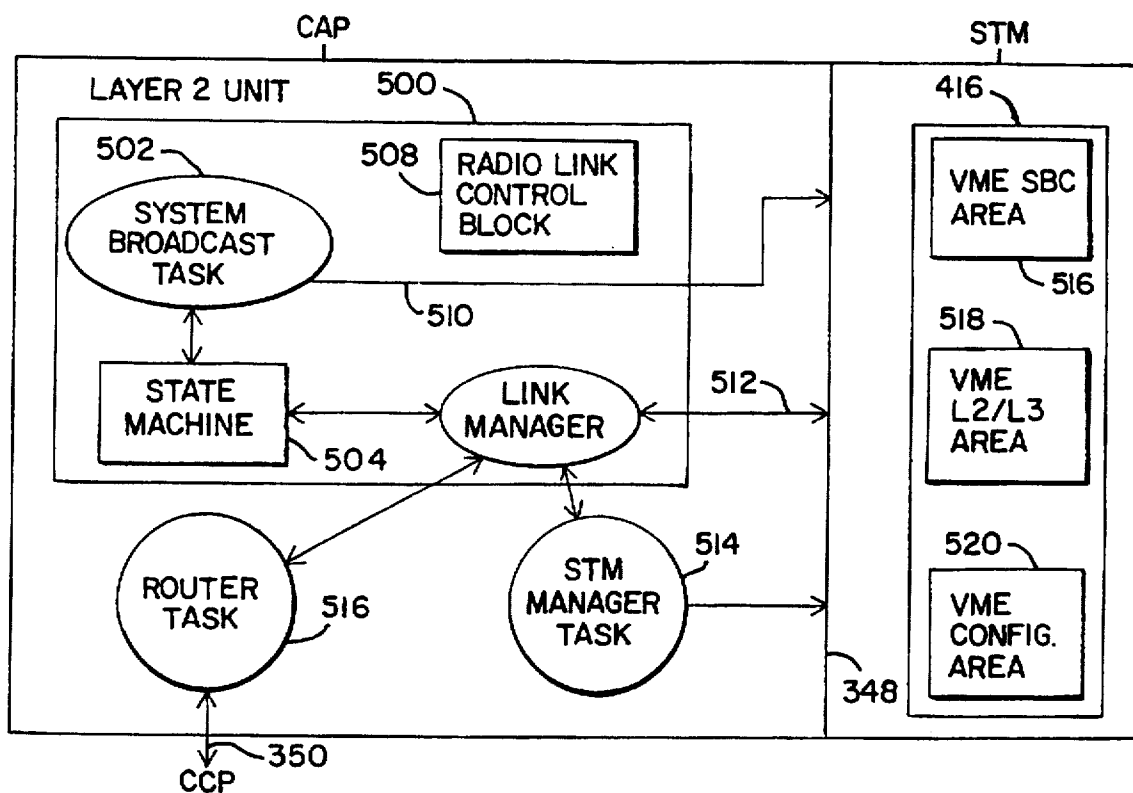 CAP
STM
LAYER 2 UNIT
500
416
502
508
RADIO LINK
CONTROL
BLOCK
VME SBC
AREA
SYSTEM
BROADCAST
TASK
510
516
518
STATE
MACHINE
504
LINK
MANAGER
512
VME
L2/L3
AREA
ROUTER
TASK
516
STM
MANAGER
TASK
514
520
VME
CONFIG.
AREA
348
350
CCP